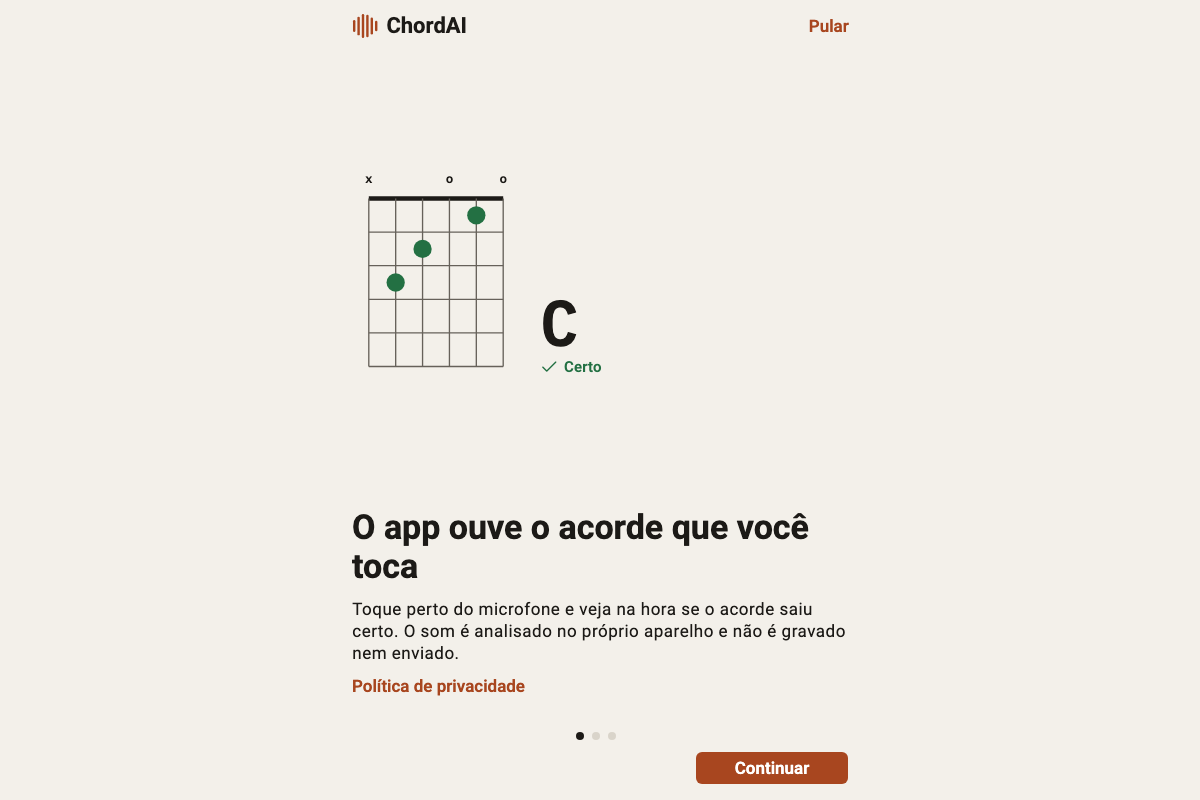 ChordAI
Pular
x o o
C
Certo
O app ouve o acorde que você
toca
Toque perto do microfone e veja na hora se o acorde saiu
certo. O som é analisado no próprio aparelho e não é gravado
nem enviado.
Política de privacidade
Continuar